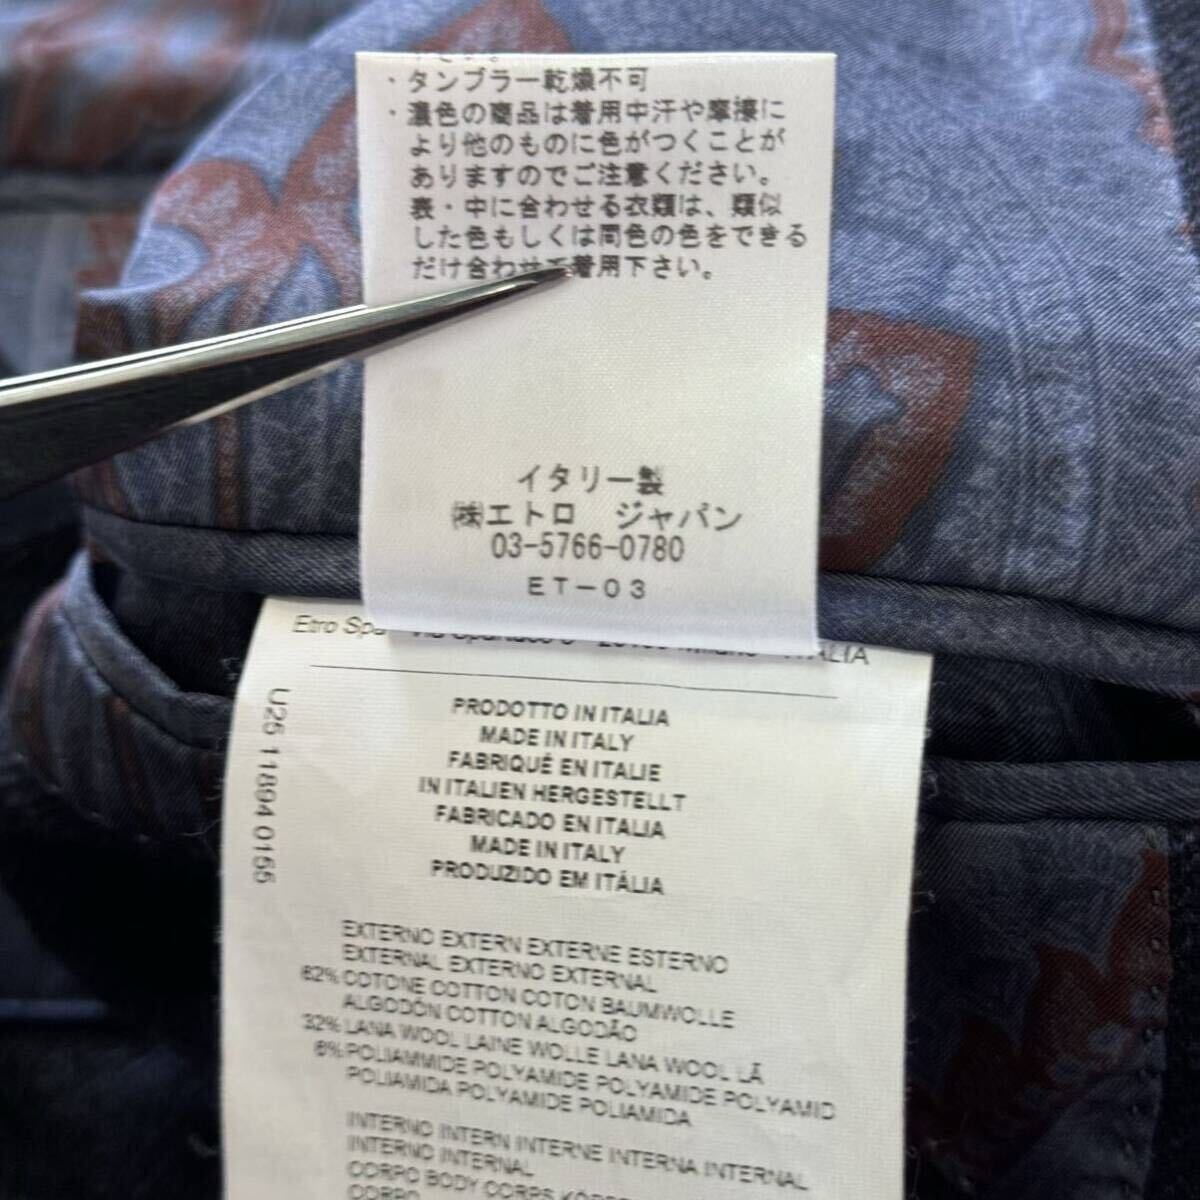 ・タンブラー乾燥不可
・濃色の商品は着用中汗や摩擦に
より他のものに色がつくことが
ありますのでご注意ください。
表・中に合わせる衣類は、類似
した色もしくは同色の色をできる
だけ合わせて着用下さい。
イタリー製
㈱エトロ ジャパン
03-5766-0780
ET-03
Etro Spa ITALIA
PRODOTTO IN ITALIA
MADE IN ITALY
FABRIQUÉ EN ITALIE
IN ITALIEN HERGESTELLT
FABRICADO EN ITALIA
MADE IN ITALY
PRODUZIDO EM ITÁLIA
U25 11894 0155
EXTERNO EXTERN EXTERNE ESTERNO
EXTERNAL EXTERNO EXTERNAL
62% COTONE COTTON COTON BAUMWOLLE
ALGODÓN COTTON ALGODÃO
32% LANA WOOL LAINE WOLLE LANA WOOL LÃ
6% POLIAMMIDE POLYAMIDE POLYAMIDE POLYAMID
POLIAMIDA POLYAMIDE POLIAMIDA
INTERNO INTERN INTERNE INTERNA INTERNAL
INTERNO INTERNAL
CORPO BODY CORPS
CORPO